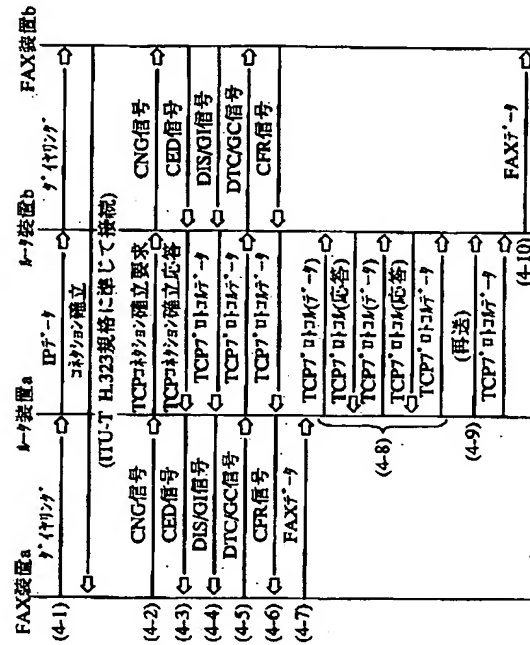 FAX装置a ルータ装置a ルータ装置b FAX装置b
(4-1) ダイヤリング IPデータ ダイヤリング
コネクション確立
(ITU-T H.323規格に準じて接続)
(4-2) CNG信号 TCPコネクション確立要求 CNG信号
(4-3) CED信号 TCPコネクション確立応答 CED信号
(4-4) DIS/GI信号 TCPプロトコルデータ DIS/GI信号
(4-5) DTC/GC信号 TCPプロトコルデータ DTC/GC信号
(4-6) CFR信号 TCPプロトコルデータ CFR信号
(4-7) FAXデータ
TCPプロトコル(データ)
TCPプロトコル(応答)
(4-8) TCPプロトコル(データ)
TCPプロトコル(応答)
TCPプロトコルデータ
(4-9) (再送)
TCPプロトコルデータ
(4-10) FAXデータ